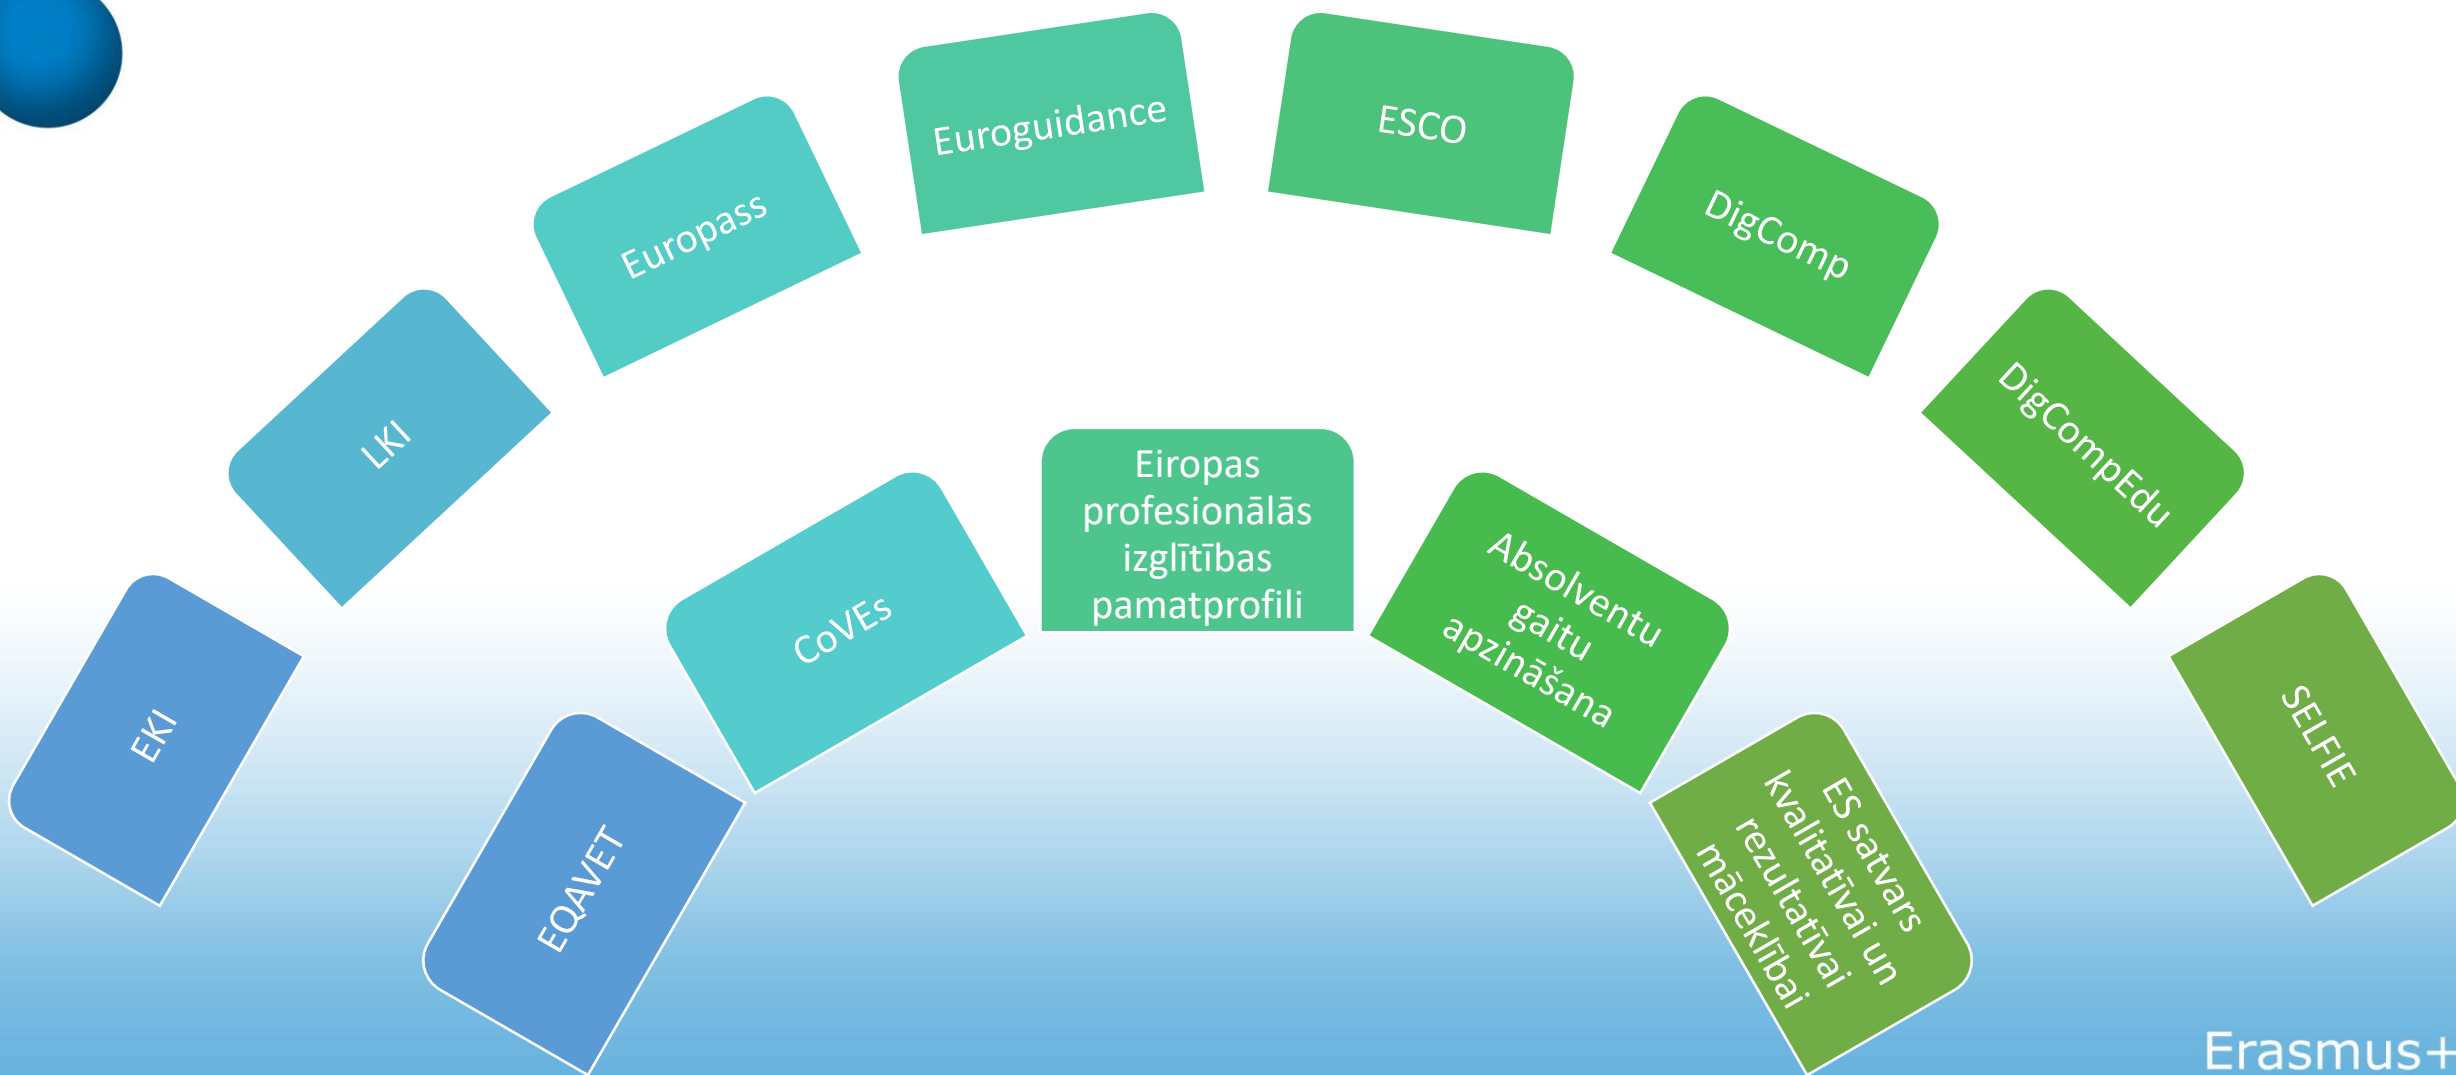 EKI
LKI
Europass
Euroguidance
ESCO
DigComp
DigCompEdu
SELFIE
EQAVET
CoVEs
Eiropas
profesionālās
izglītības
pamatprofili
Absolventu
gaitu
apzināšana
ES satvars
kvalitatīvai un
rezultatīvai
māceklībai
Erasmus+